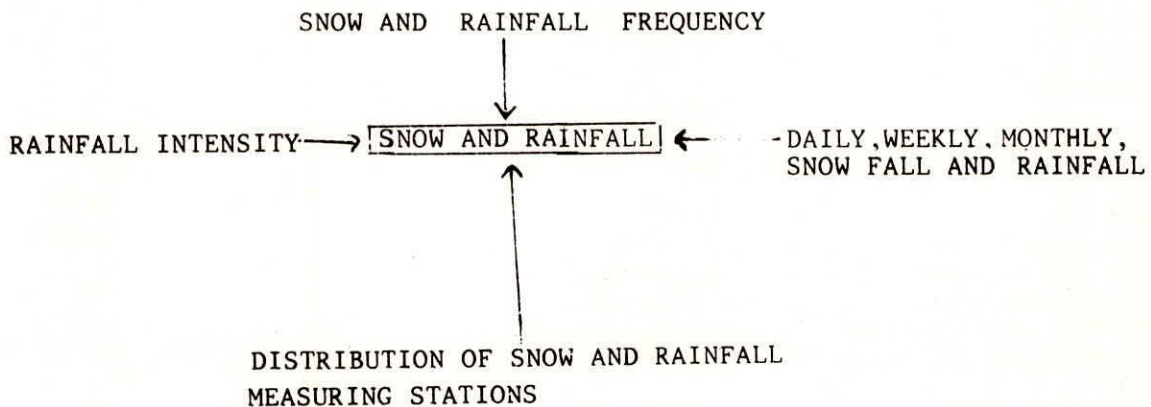 SNOW AND RAINFALL FREQUENCY
RAINFALL INTENSITY
SNOW AND RAINFALL
DAILY, WEEKLY, MONTHLY,
SNOW FALL AND RAINFALL
DISTRIBUTION OF SNOW AND RAINFALL
MEASURING STATIONS